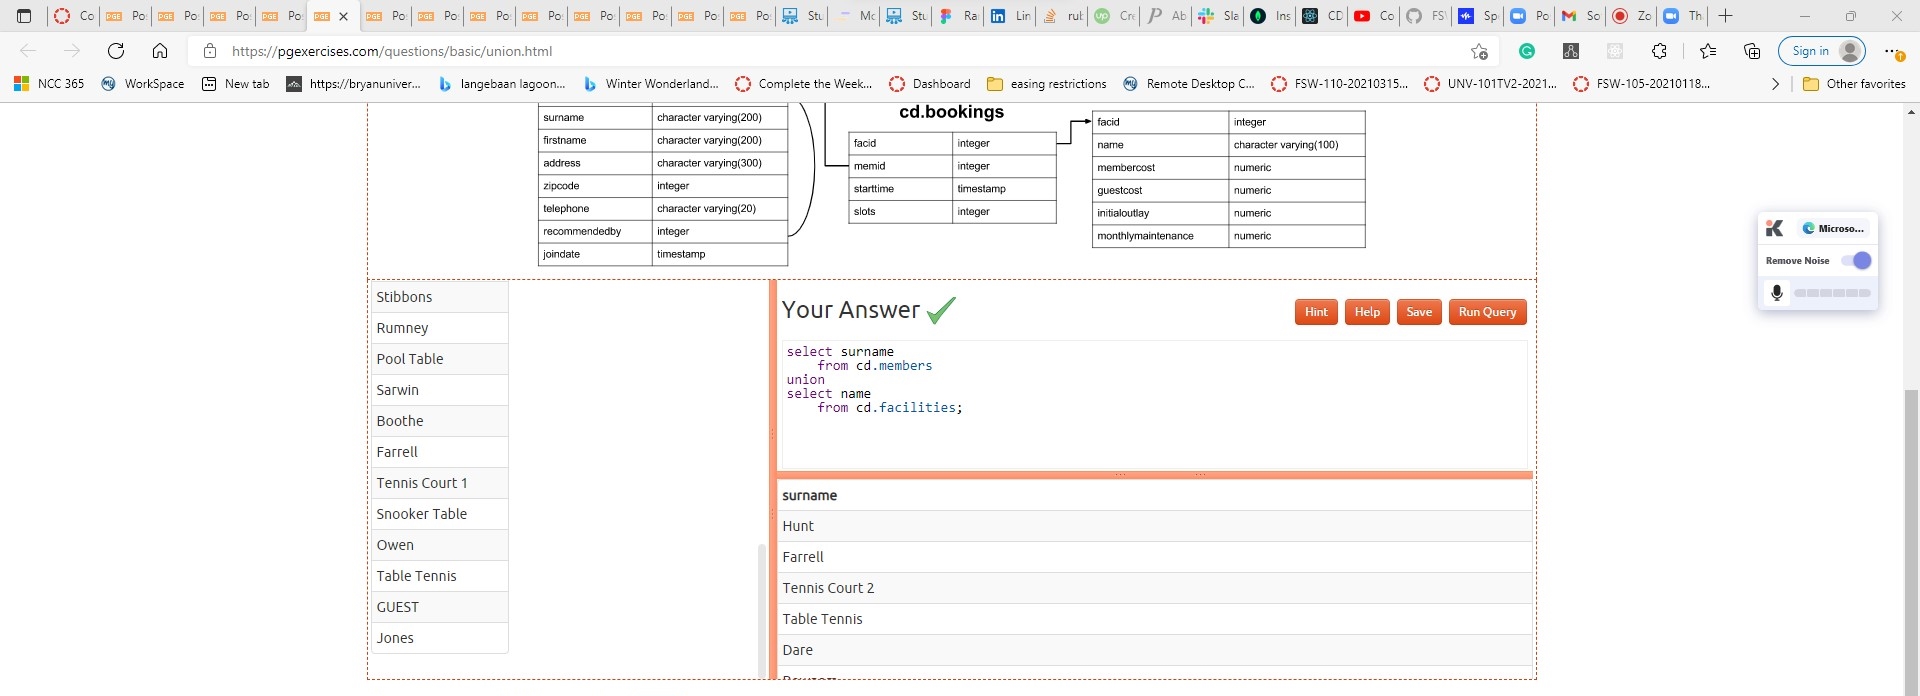 Co
Po
Po
Po
Po
Po
Po
Po
Po
Po
Po
Po
Po
Stu
Mc
Stu
Ra
Lin
rub
Cre
Ab
Sla
Ins
CD
Co
FSV
Sp
Po
So
Zo
Th
https://pgexercises.com/questions/basic/union.html
Sign in
NCC 365
WorkSpace
New tab
https://bryanuniver...
langebaan lagoon...
Winter Wonderland...
Complete the Week...
Dashboard
easing restrictions
Remote Desktop C...
FSW-110-20210315...
UNV-101TV2-2021...
FSW-105-20210118...
Other favorites
surname character varying(200)
firstname character varying(200)
address character varying(300)
zipcode integer
telephone character varying(20)
recommendedby integer
joindate timestamp
cd.bookings
facid integer
memid integer
starttime timestamp
slots integer
facid integer
name character varying(100)
membercost numeric
guestcost numeric
initialoutlay numeric
monthlymaintenance numeric
Microso...
Remove Noise
Stibbons
Rumney
Pool Table
Sarwin
Boothe
Farrell
Tennis Court 1
Snooker Table
Owen
Table Tennis
GUEST
Jones
Your Answer
Hint
Help
Save
Run Query
select surname
from cd.members
union
select name
from cd.facilities;
surname
Hunt
Farrell
Tennis Court 2
Table Tennis
Dare